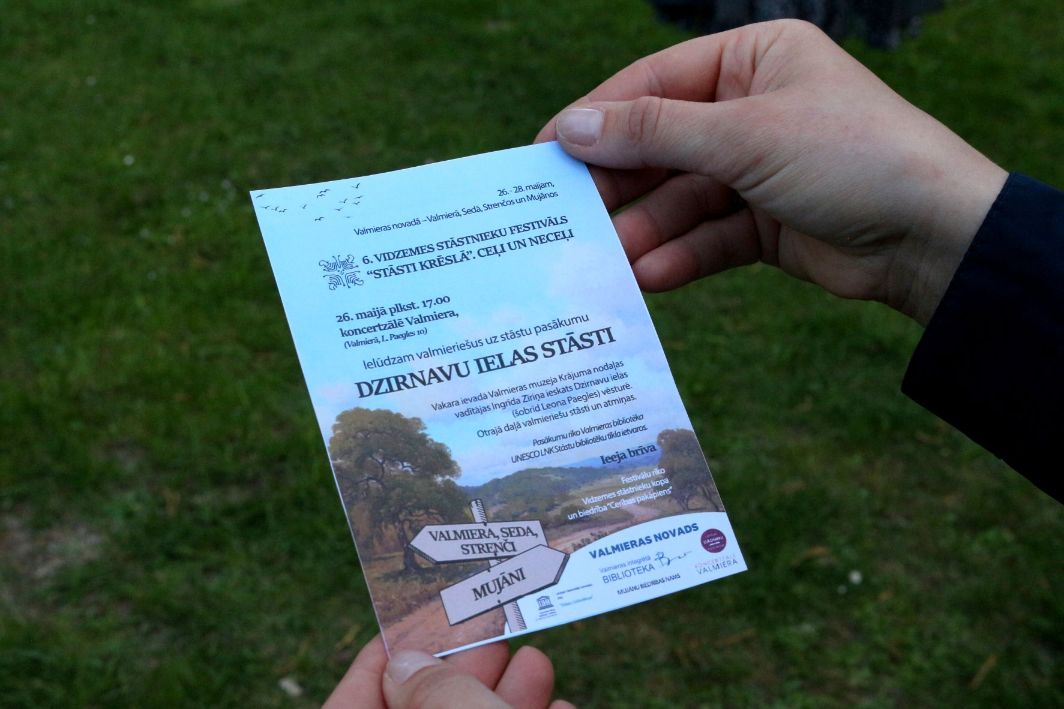 26. - 28. maijam,
Valmieras novadā – Valmierā, Sedā, Strenčos un Mujānos
6. VIDZEMES STĀSTNIEKU FESTIVĀLS
"STĀSTI KRĒSLĀ". CEĻI UN NECEĻI
26. maijā plkst. 17.00
koncertzālē Valmiera,
(Valmierā, L. Paegles 10)
Ielūdzam valmieriešus uz stāstu pasākumu
DZIRNAVU IELAS STĀSTI
Vakara ievadā Valmieras muzeja Krājuma nodaļas
vadītājas Ingrīda Ziriņa ieskats Dzirnavu ielas
(šobrīd Leona Paegles) vēsturē.
Otrajā daļā valmieriešu stāsti un atmiņas.
Pasākumu rīko Valmieras bibliotēka
UNESCO LNK Stāstu bibliotēku tīkla ietvaros.
Ieeja brīva
Festivālu rīko
Vidzemes stāstnieku kopa
un biedrība "Cerības pakāpiens"
VALMIERA, SEDA,
STRENČI
MUJĀNI
VALMIERAS NOVADS
Valmieras integrētā
BIBLIOTEKA
KONCERTZĀLE
VALMIERA
MUJĀNU BIEDRĪBAS NAMS